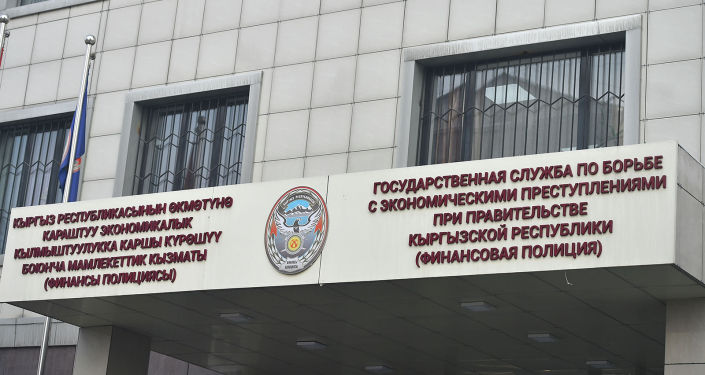 КЫРГЫЗ РЕСПУБЛИКАСЫНЫН ӨКМӨТҮНӨ
КАРАШТУУ ЭКОНОМИКАЛЫК
КЫЛМЫШТУУЛУККА КАРШЫ КҮРӨШҮҮ
БОЮНЧА МАМЛЕКЕТТИК КЫЗМАТЫ
(ФИНАНСЫ ПОЛИЦИЯСЫ)
ГОСУДАРСТВЕННАЯ СЛУЖБА ПО БОРЬБЕ
С ЭКОНОМИЧЕСКИМИ ПРЕСТУПЛЕНИЯМИ
ПРИ ПРАВИТЕЛЬСТВЕ
КЫРГЫЗСКОЙ РЕСПУБЛИКИ
(ФИНАНСОВАЯ ПОЛИЦИЯ)